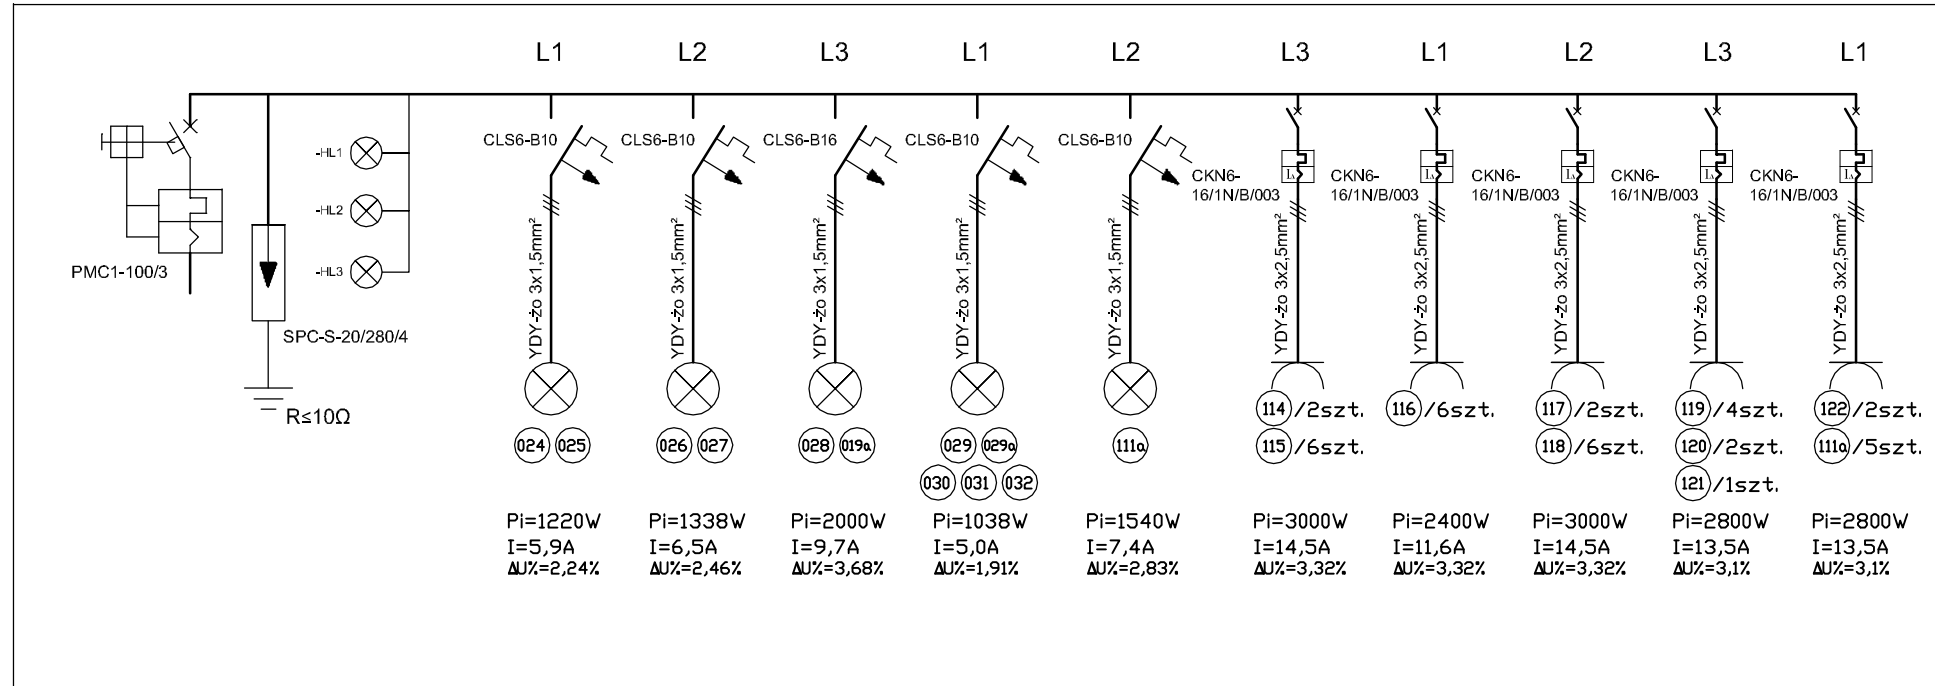 L1 L2 L3 L1 L2 L3 L1 L2 L3 L1
CLS6-B10 CLS6-B10 CLS6-B16 CLS6-B10 CLS6-B10
-HL1
-HL2
-HL3
PMC1-100/3
SPC-S-20/280/4
R≤10Ω
CKN6- CKN6- CKN6- CKN6- CKN6-
16/1N/B/003 16/1N/B/003 16/1N/B/003 16/1N/B/003 16/1N/B/003
I∆ I∆ I∆ I∆ I∆
YDY-żo 3x1,5mm²
YDY-żo 3x1,5mm²
YDY-żo 3x1,5mm²
YDY-żo 3x1,5mm²
YDY-żo 3x1,5mm²
YDY-żo 3x2,5mm²
YDY-żo 3x2,5mm²
YDY-żo 3x2,5mm²
YDY-żo 3x2,5mm²
YDY-żo 3x2,5mm²
114/2szt. 116/6szt. 117/2szt. 119/4szt. 122/2szt.
024 025 026 027 028 019a 029 029a 111a 115/6szt. 118/6szt. 120/2szt. 111a/5szt.
030 031 032 121/1szt.
Pi=1220W Pi=1338W Pi=2000W Pi=1038W Pi=1540W Pi=3000W Pi=2400W Pi=3000W Pi=2800W Pi=2800W
I=5,9A I=6,5A I=9,7A I=5,0A I=7,4A I=14,5A I=11,6A I=14,5A I=13,5A I=13,5A
ΔU%=2,24% ΔU%=2,46% ΔU%=3,68% ΔU%=1,91% ΔU%=2,83% ΔU%=3,32% ΔU%=3,32% ΔU%=3,32% ΔU%=3,1% ΔU%=3,1%